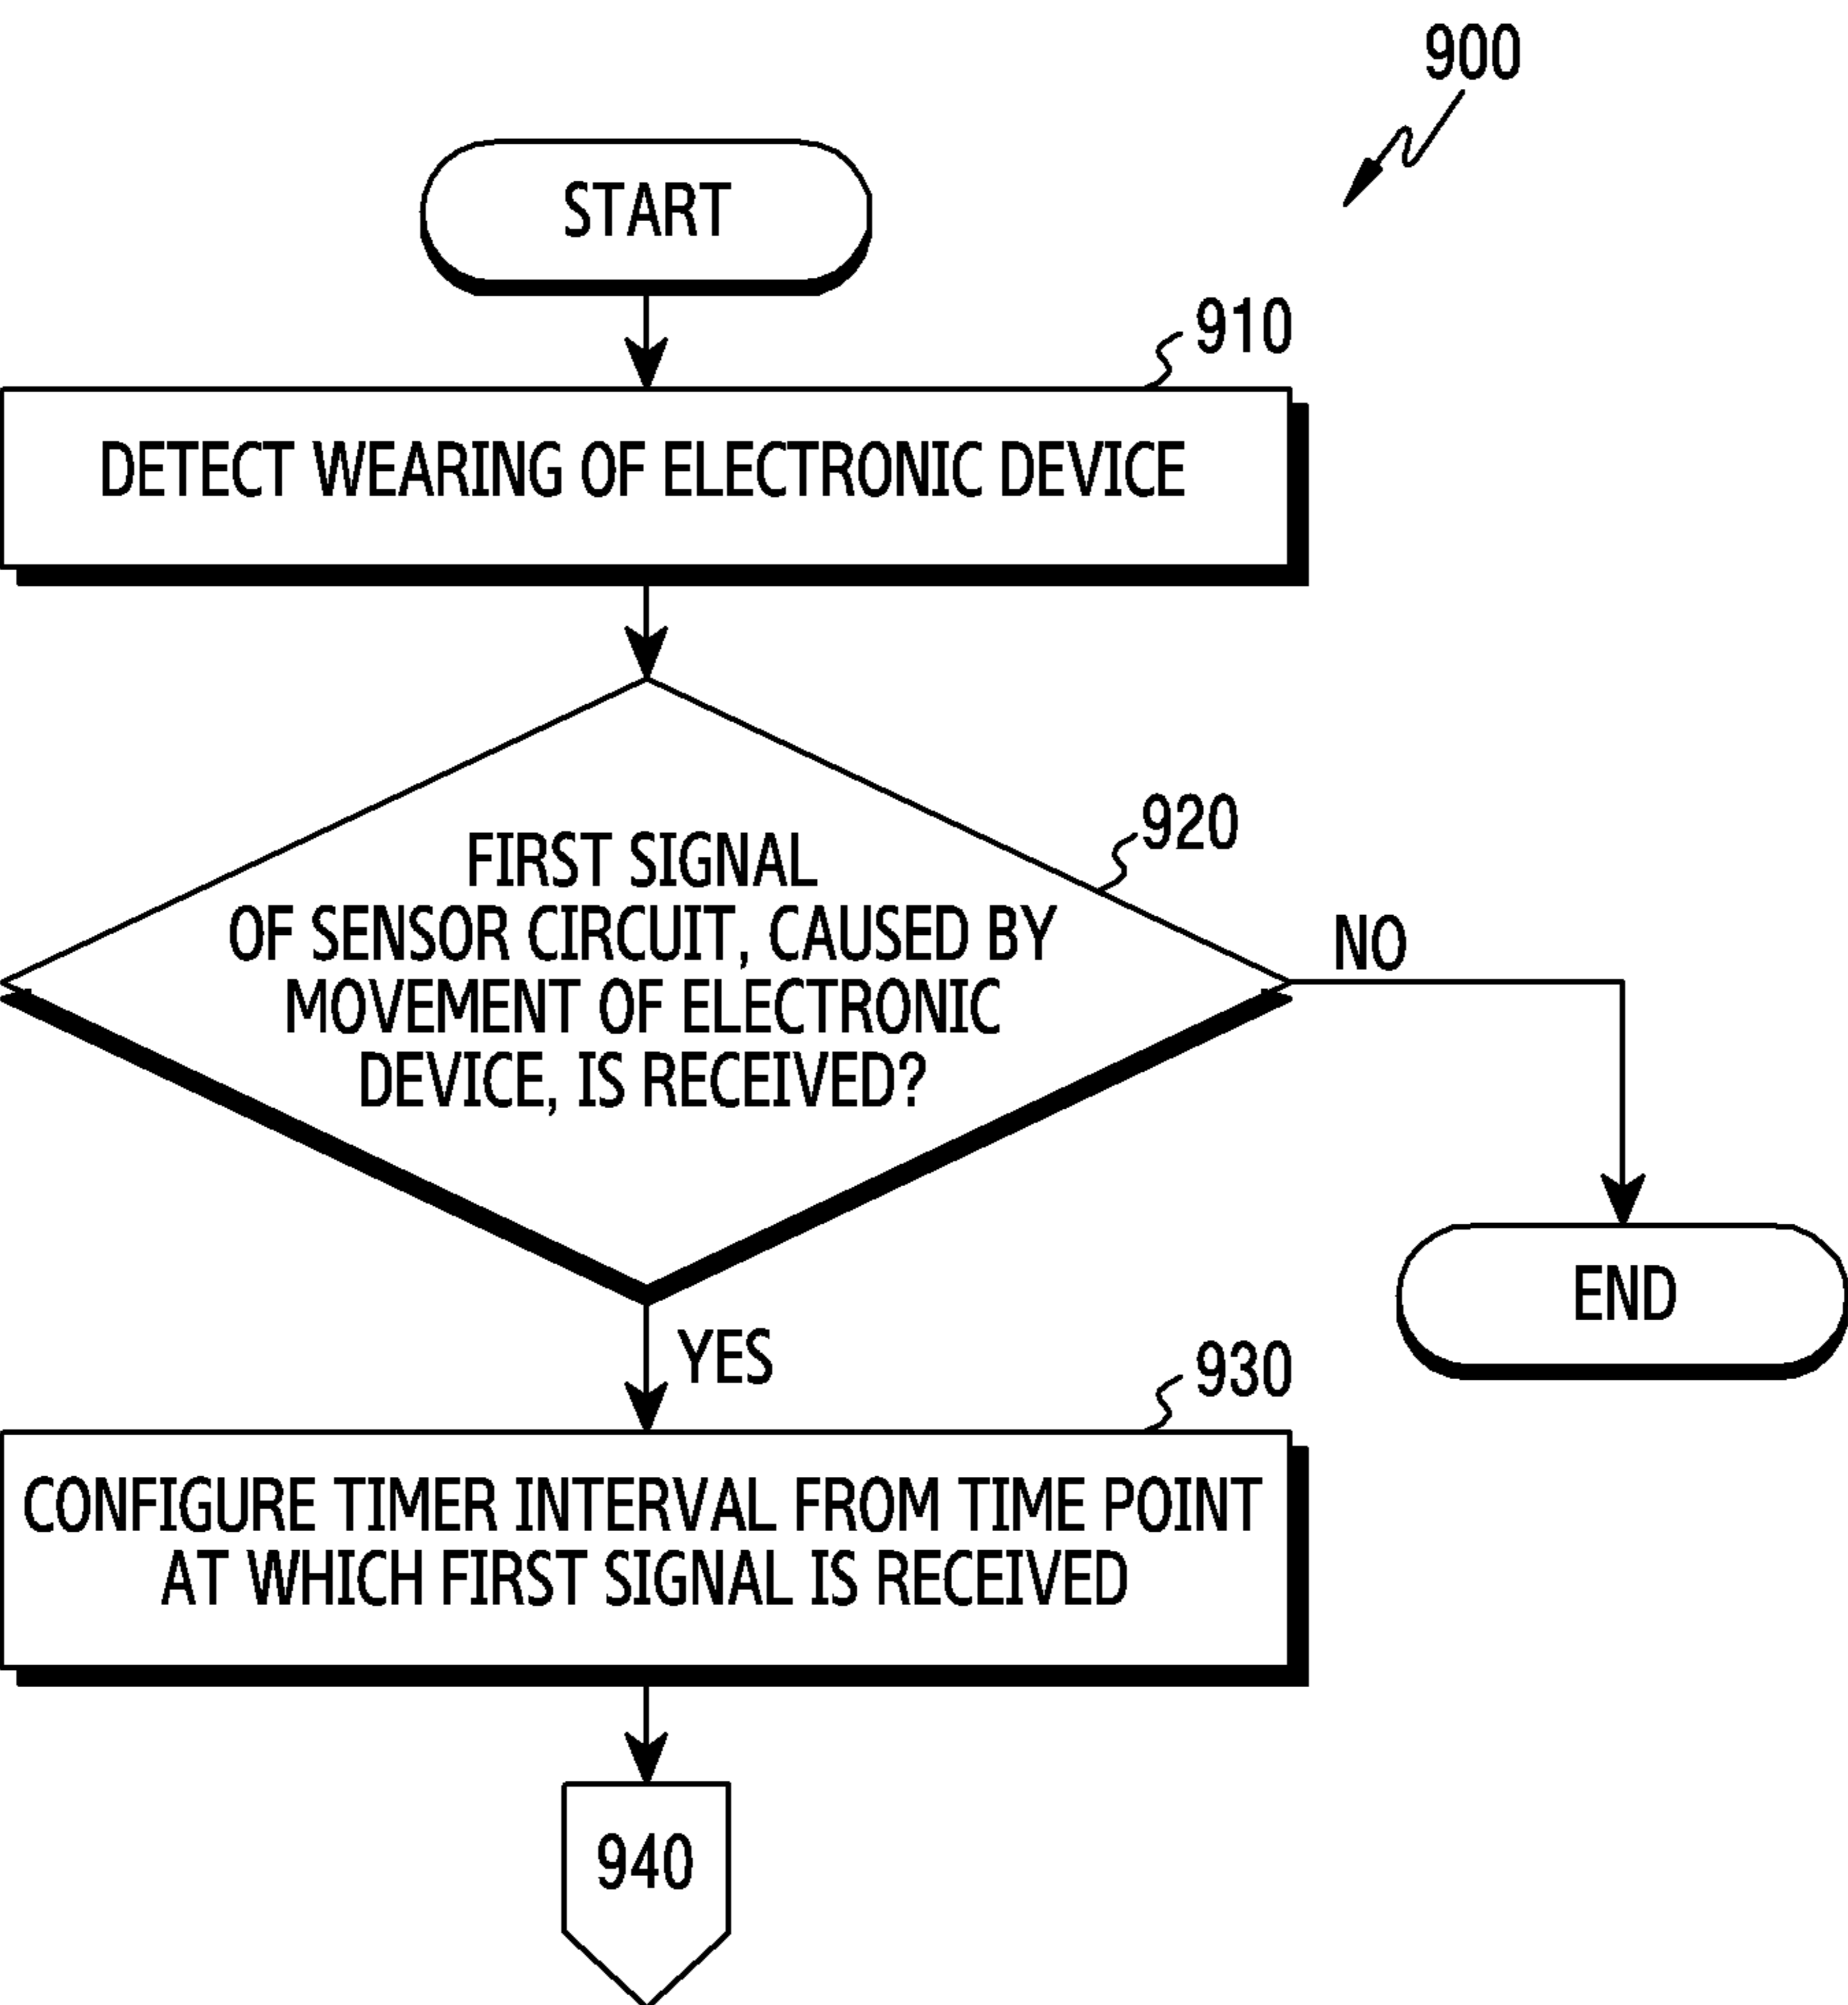 900
START
910
DETECT WEARING OF ELECTRONIC DEVICE
920
FIRST SIGNAL
OF SENSOR CIRCUIT, CAUSED BY
MOVEMENT OF ELECTRONIC
DEVICE, IS RECEIVED?
NO
END
YES
930
CONFIGURE TIMER INTERVAL FROM TIME POINT
AT WHICH FIRST SIGNAL IS RECEIVED
940